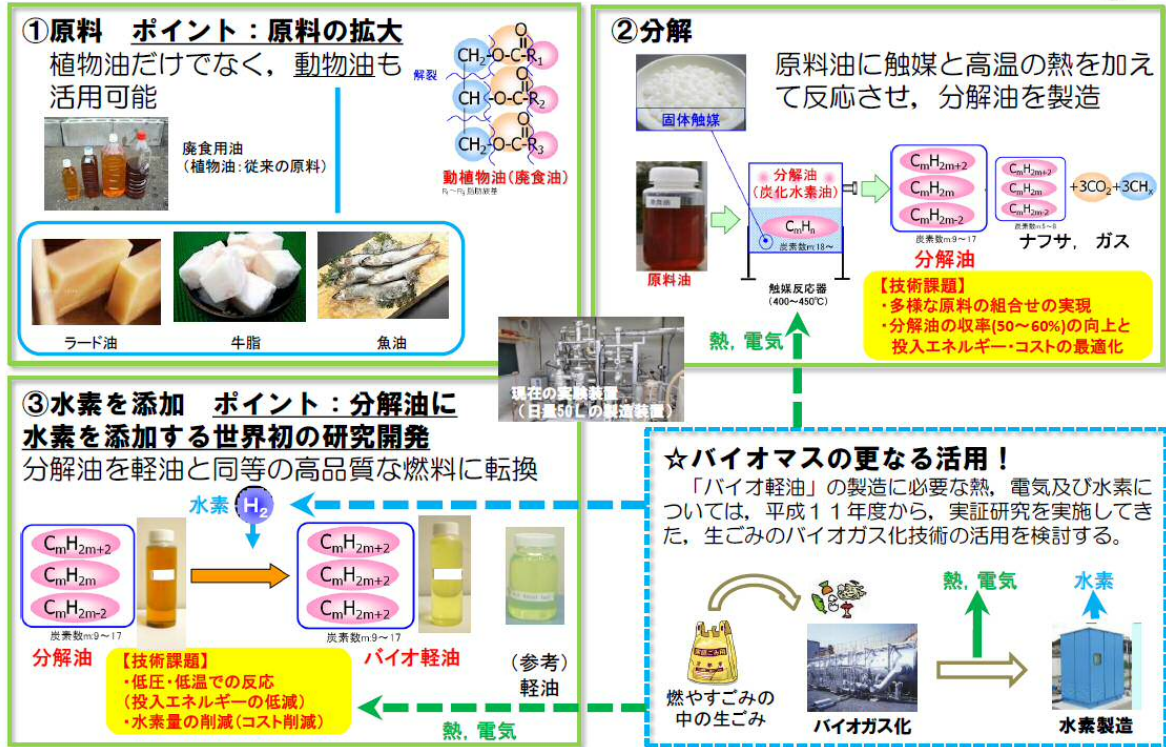 ①原料　ポイント：原料の拡大
植物油だけでなく，動物油も
活用可能
廃食用油
(植物油：従来の原料)
解裂
CH₂-O-C-R₁
O
CH-O-C-R₂
O
CH₂-O-C-R₃
O
動植物油(廃食油)
R₁～R₃ 脂肪族基
ラード油
牛脂
魚油
②分解
原料油に触媒と高温の熱を加え
て反応させ，分解油を製造
固体触媒
原料油
分解油
(炭化水素油)
CmHn
炭素数m:18～
触媒反応器
(400～450℃)
CmH2m+2
CmH2m
CmH2m-2
炭素数m:9～17
分解油
CmH2m+2
CmH2m
CmH2m-2
炭素数m:5～8
+3CO₂+3CHx
ナフサ，ガス
【技術課題】
・多様な原料の組合せの実現
・分解油の収率(50～60%)の向上と
投入エネルギー・コストの最適化
熱，電気
現在の実験装置
（日量50Lの製造装置）
③水素を添加　ポイント：分解油に
水素を添加する世界初の研究開発
分解油を軽油と同等の高品質な燃料に転換
水素 H₂
CmH2m+2
CmH2m
CmH2m-2
炭素数m:9～17
分解油
CmH2m+2
CmH2m+2
CmH2m+2
炭素数m:9～17
バイオ軽油
(参考)
軽油
【技術課題】
・低圧・低温での反応
(投入エネルギーの低減)
・水素量の削減(コスト削減)
熱，電気
☆バイオマスの更なる活用！
「バイオ軽油」の製造に必要な熱，電気及び水素に
ついては，平成１１年度から，実証研究を実施してき
た，生ごみのバイオガス化技術の活用を検討する。
熱，電気
水素
燃やすごみの
中の生ごみ
バイオガス化
水素製造